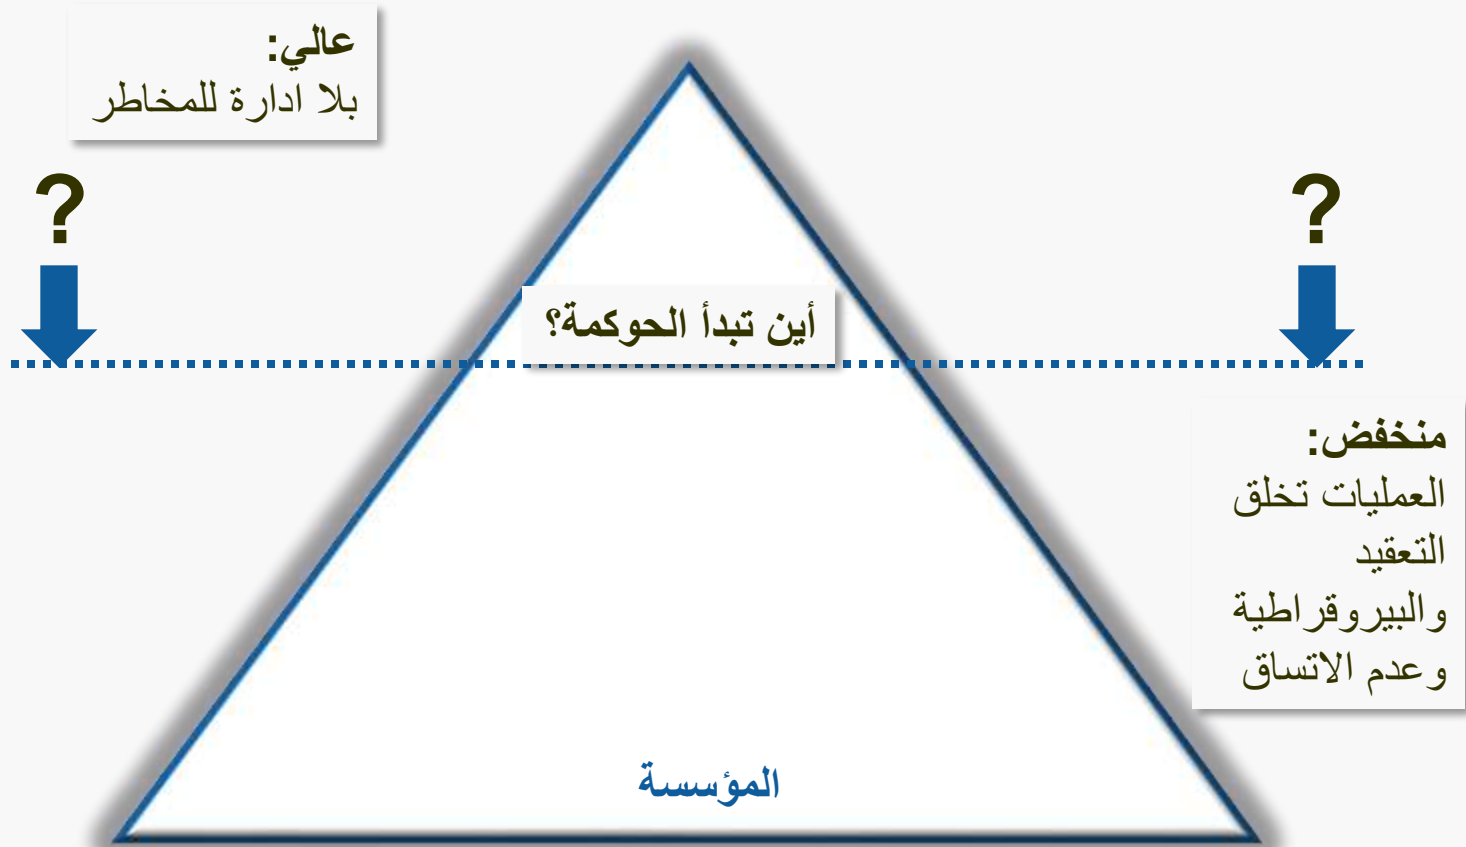 عالي:
بلا ادارة للمخاطر
?
?
أين تبدأ الحوكمة؟
منخفض:
العمليات تخلق
التعقيد
والبيروقراطية
وعدم الاتساق
المؤسسة